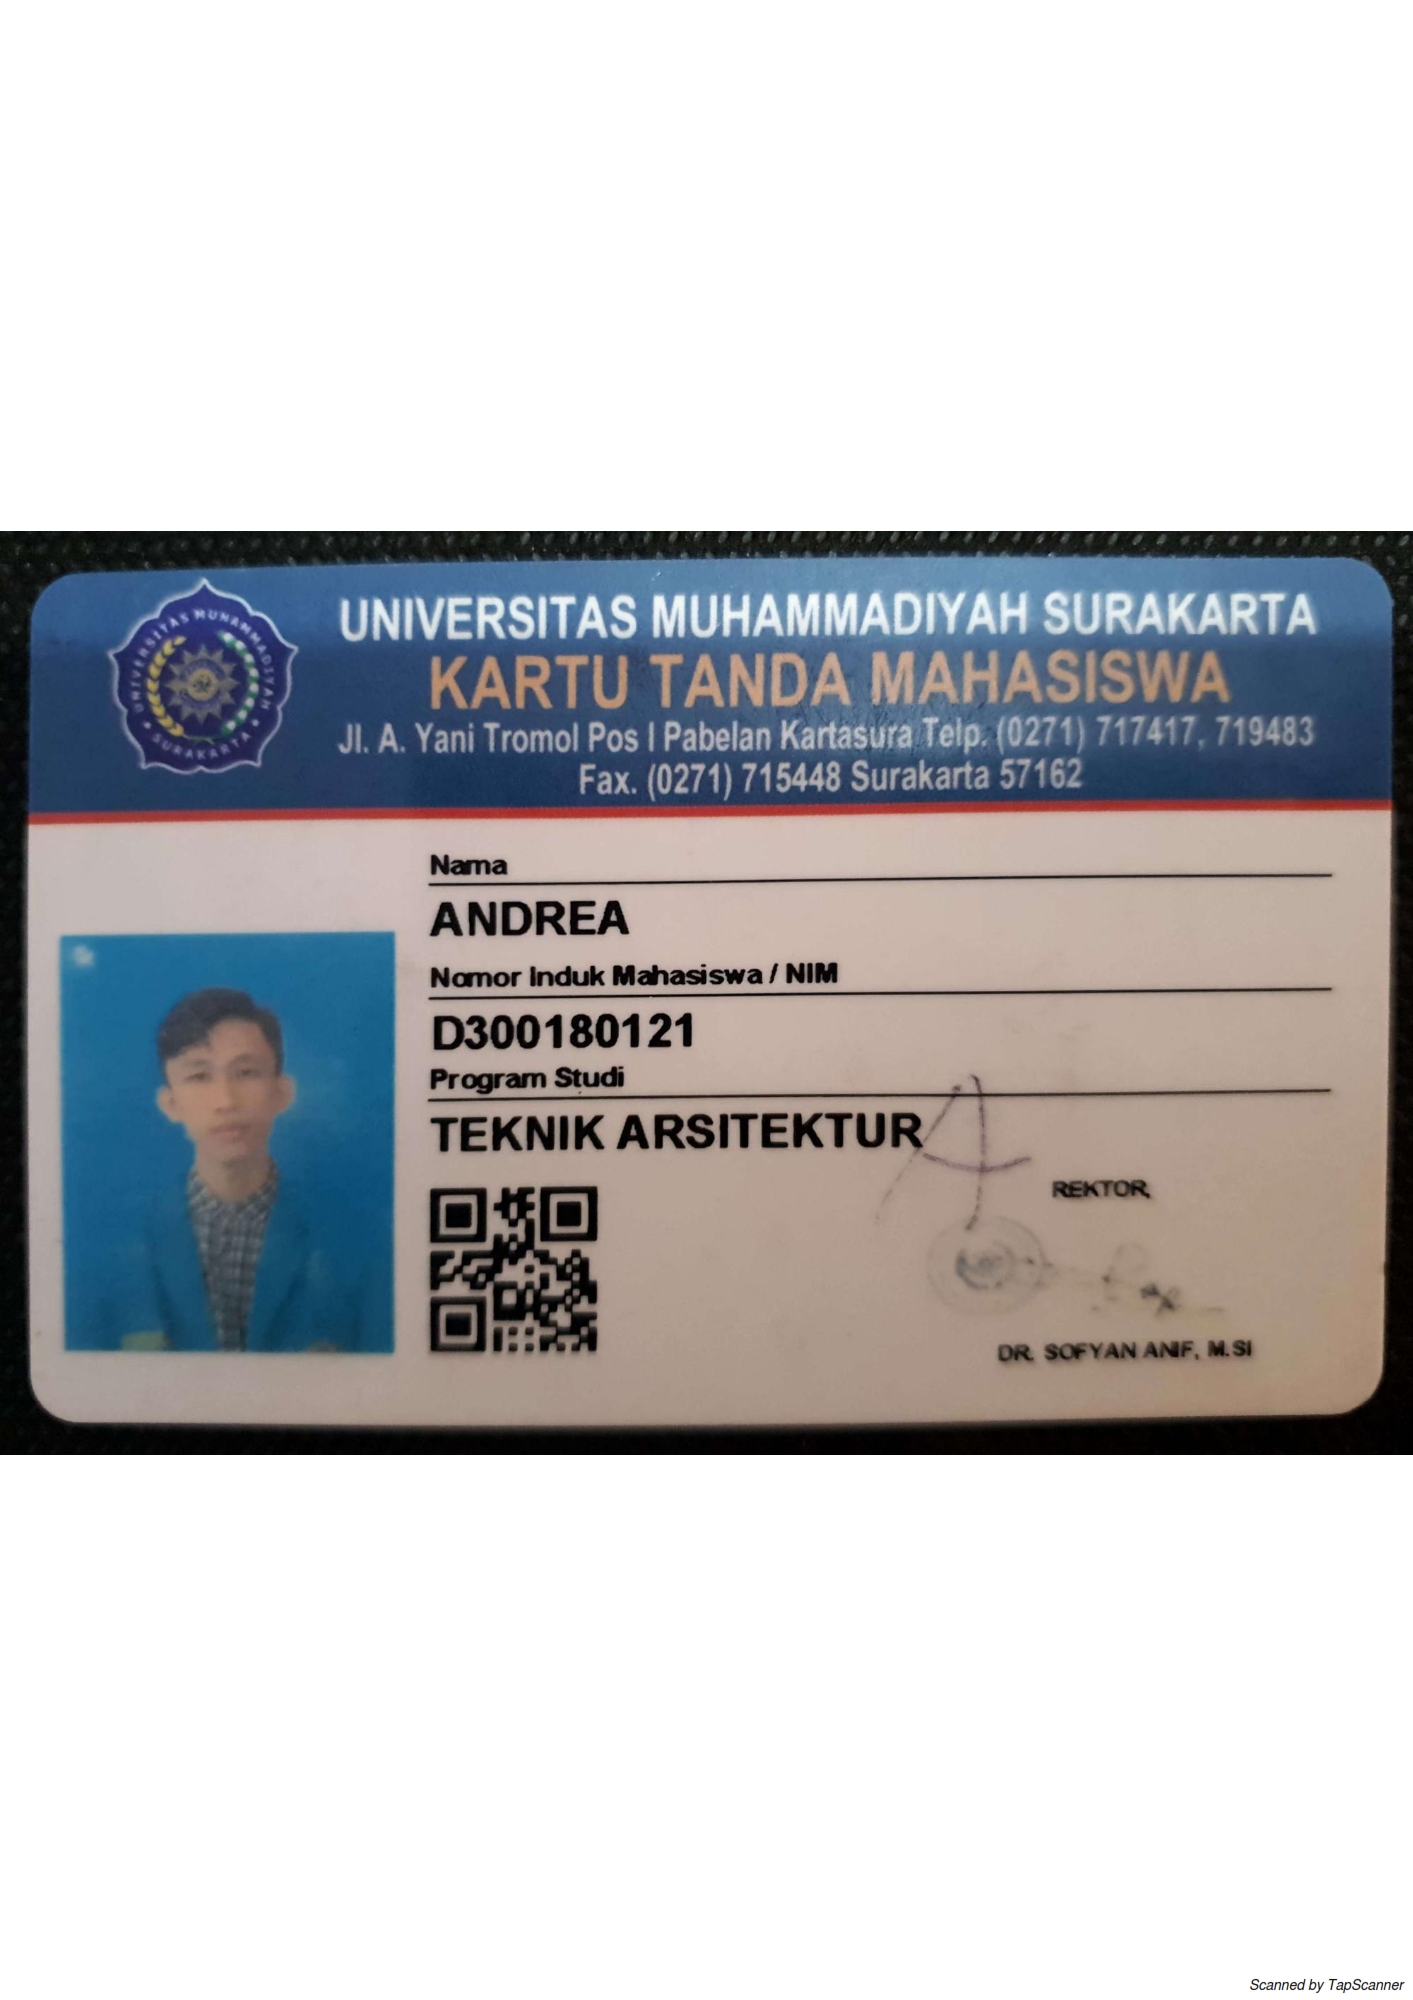 UNIVERSITAS MUHAMMADIYAH SURAKARTA
KARTU TANDA MAHASISWA
Jl. A. Yani Tromol Pos I Pabelan Kartasura Telp. (0271) 717417, 719483
Fax. (0271) 715448 Surakarta 57162
UNIVERSITAS MUHAMMADIYAH
SURAKARTA
Nama
ANDREA
Nomor Induk Mahasiswa / NIM
D300180121
Program Studi
TEKNIK ARSITEKTUR
REKTOR,
DR. SOFYAN ANIF, M.SI
Scanned by TapScanner